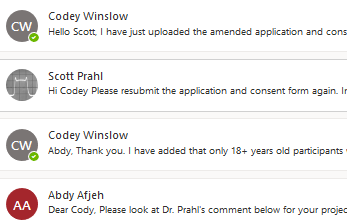 CW Codey Winslow
Hello Scott, I have just uploaded the amended application and cons
Scott Prahl
Hi Codey Please resubmit the application and consent form again. In
CW Codey Winslow
Abdy, Thank you. I have added that only 18+ years old participants
AA Abdy Afjeh
Dear Cody, Please look at Dr. Prahl's comment below for your projec